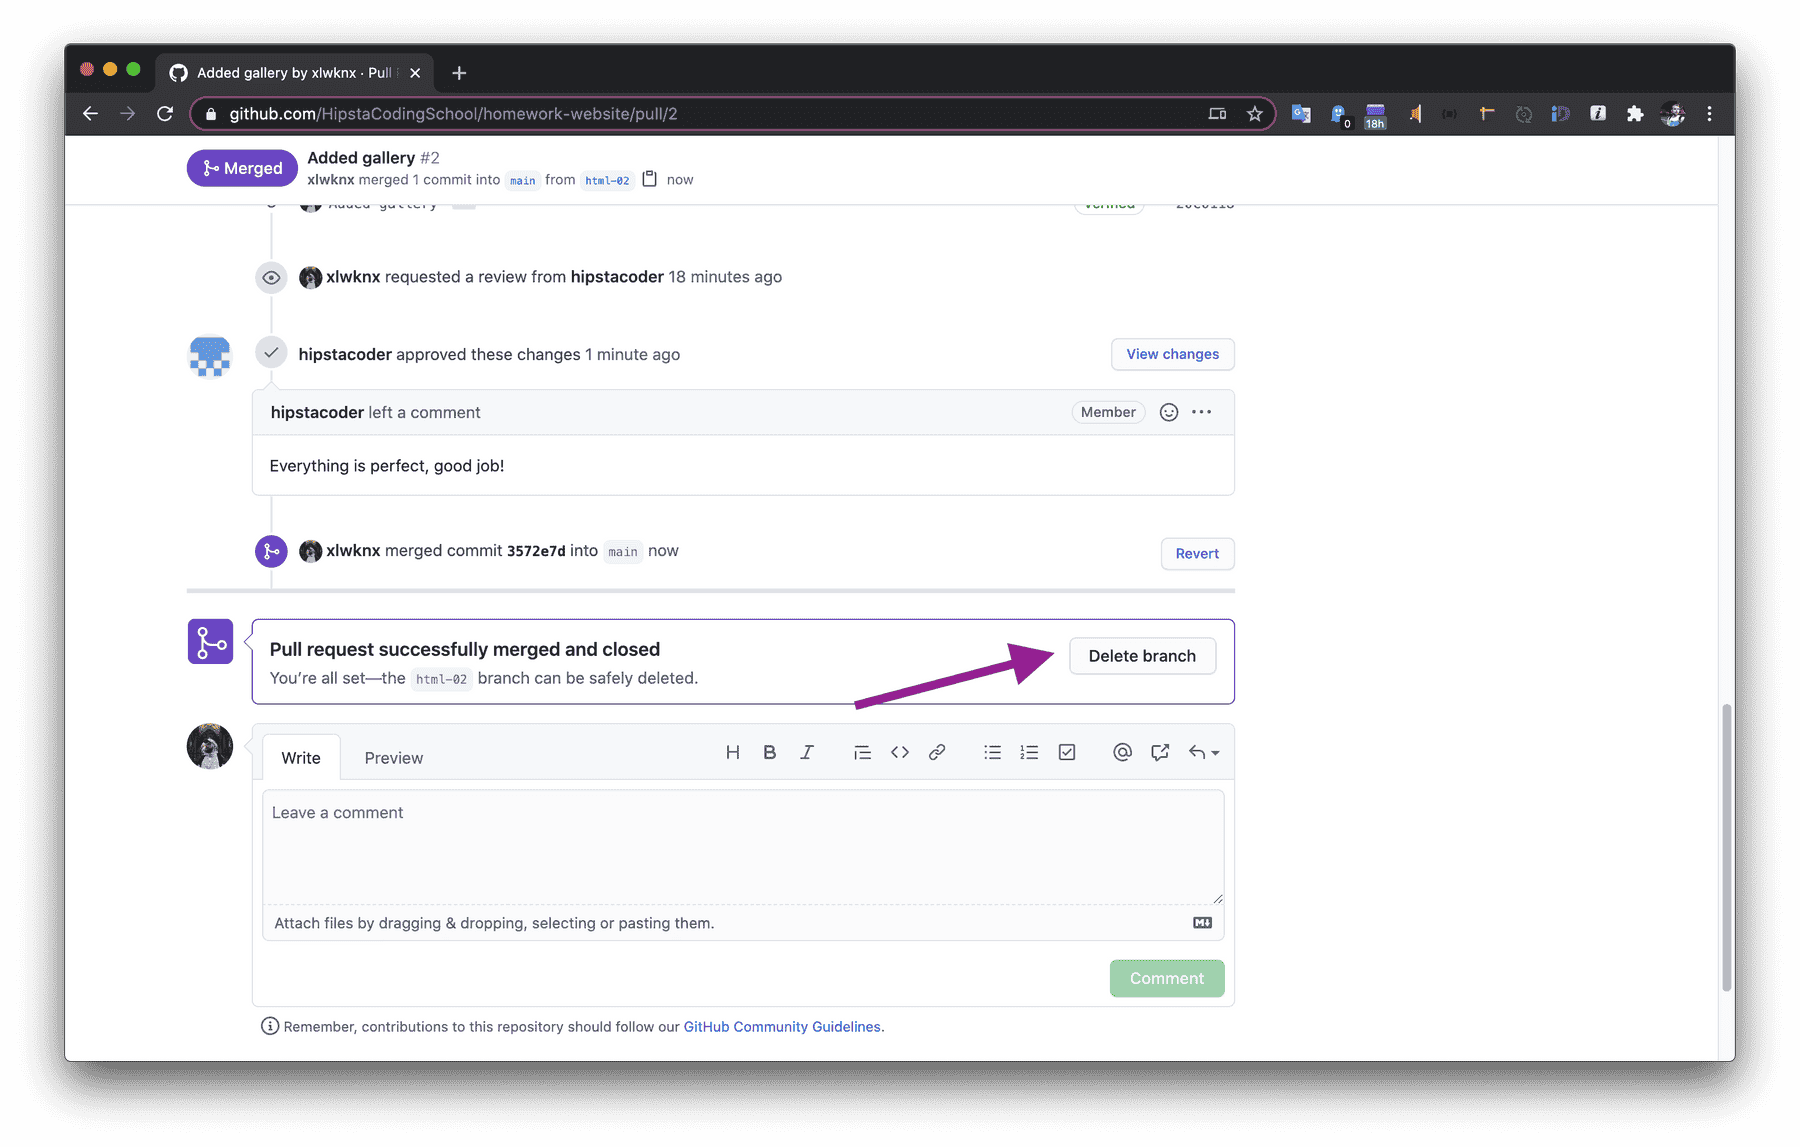 Added gallery by xlwknx · Pull
github.com/HipstaCodingSchool/homework-website/pull/2
0
18h
Merged
Added gallery #2
xlwknx merged 1 commit into main from html-02 now
Added gallery
Verified
xlwknx requested a review from hipstacoder 18 minutes ago
hipstacoder approved these changes 1 minute ago
View changes
hipstacoder left a comment
Member
Everything is perfect, good job!
xlwknx merged commit 3572e7d into main now
Revert
Pull request successfully merged and closed
You're all set—the html-02 branch can be safely deleted.
Delete branch
Write
Preview
Leave a comment
Attach files by dragging & dropping, selecting or pasting them.
Comment
Remember, contributions to this repository should follow our GitHub Community Guidelines.